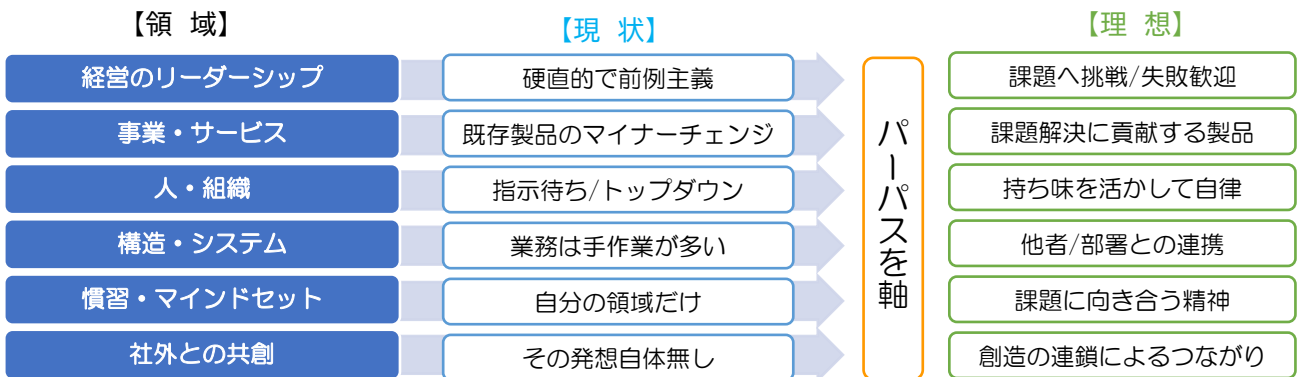 【領 域】
【現 状】
【理 想】
経営のリーダーシップ
硬直的で前例主義
課題へ挑戦/失敗歓迎
事業・サービス
既存製品のマイナーチェンジ
課題解決に貢献する製品
人・組織
指示待ち/トップダウン
持ち味を活かして自律
構造・システム
業務は手作業が多い
他者/部署との連携
慣習・マインドセット
自分の領域だけ
課題に向き合う精神
社外との共創
その発想自体無し
創造の連鎖によるつながり
パーパスを軸